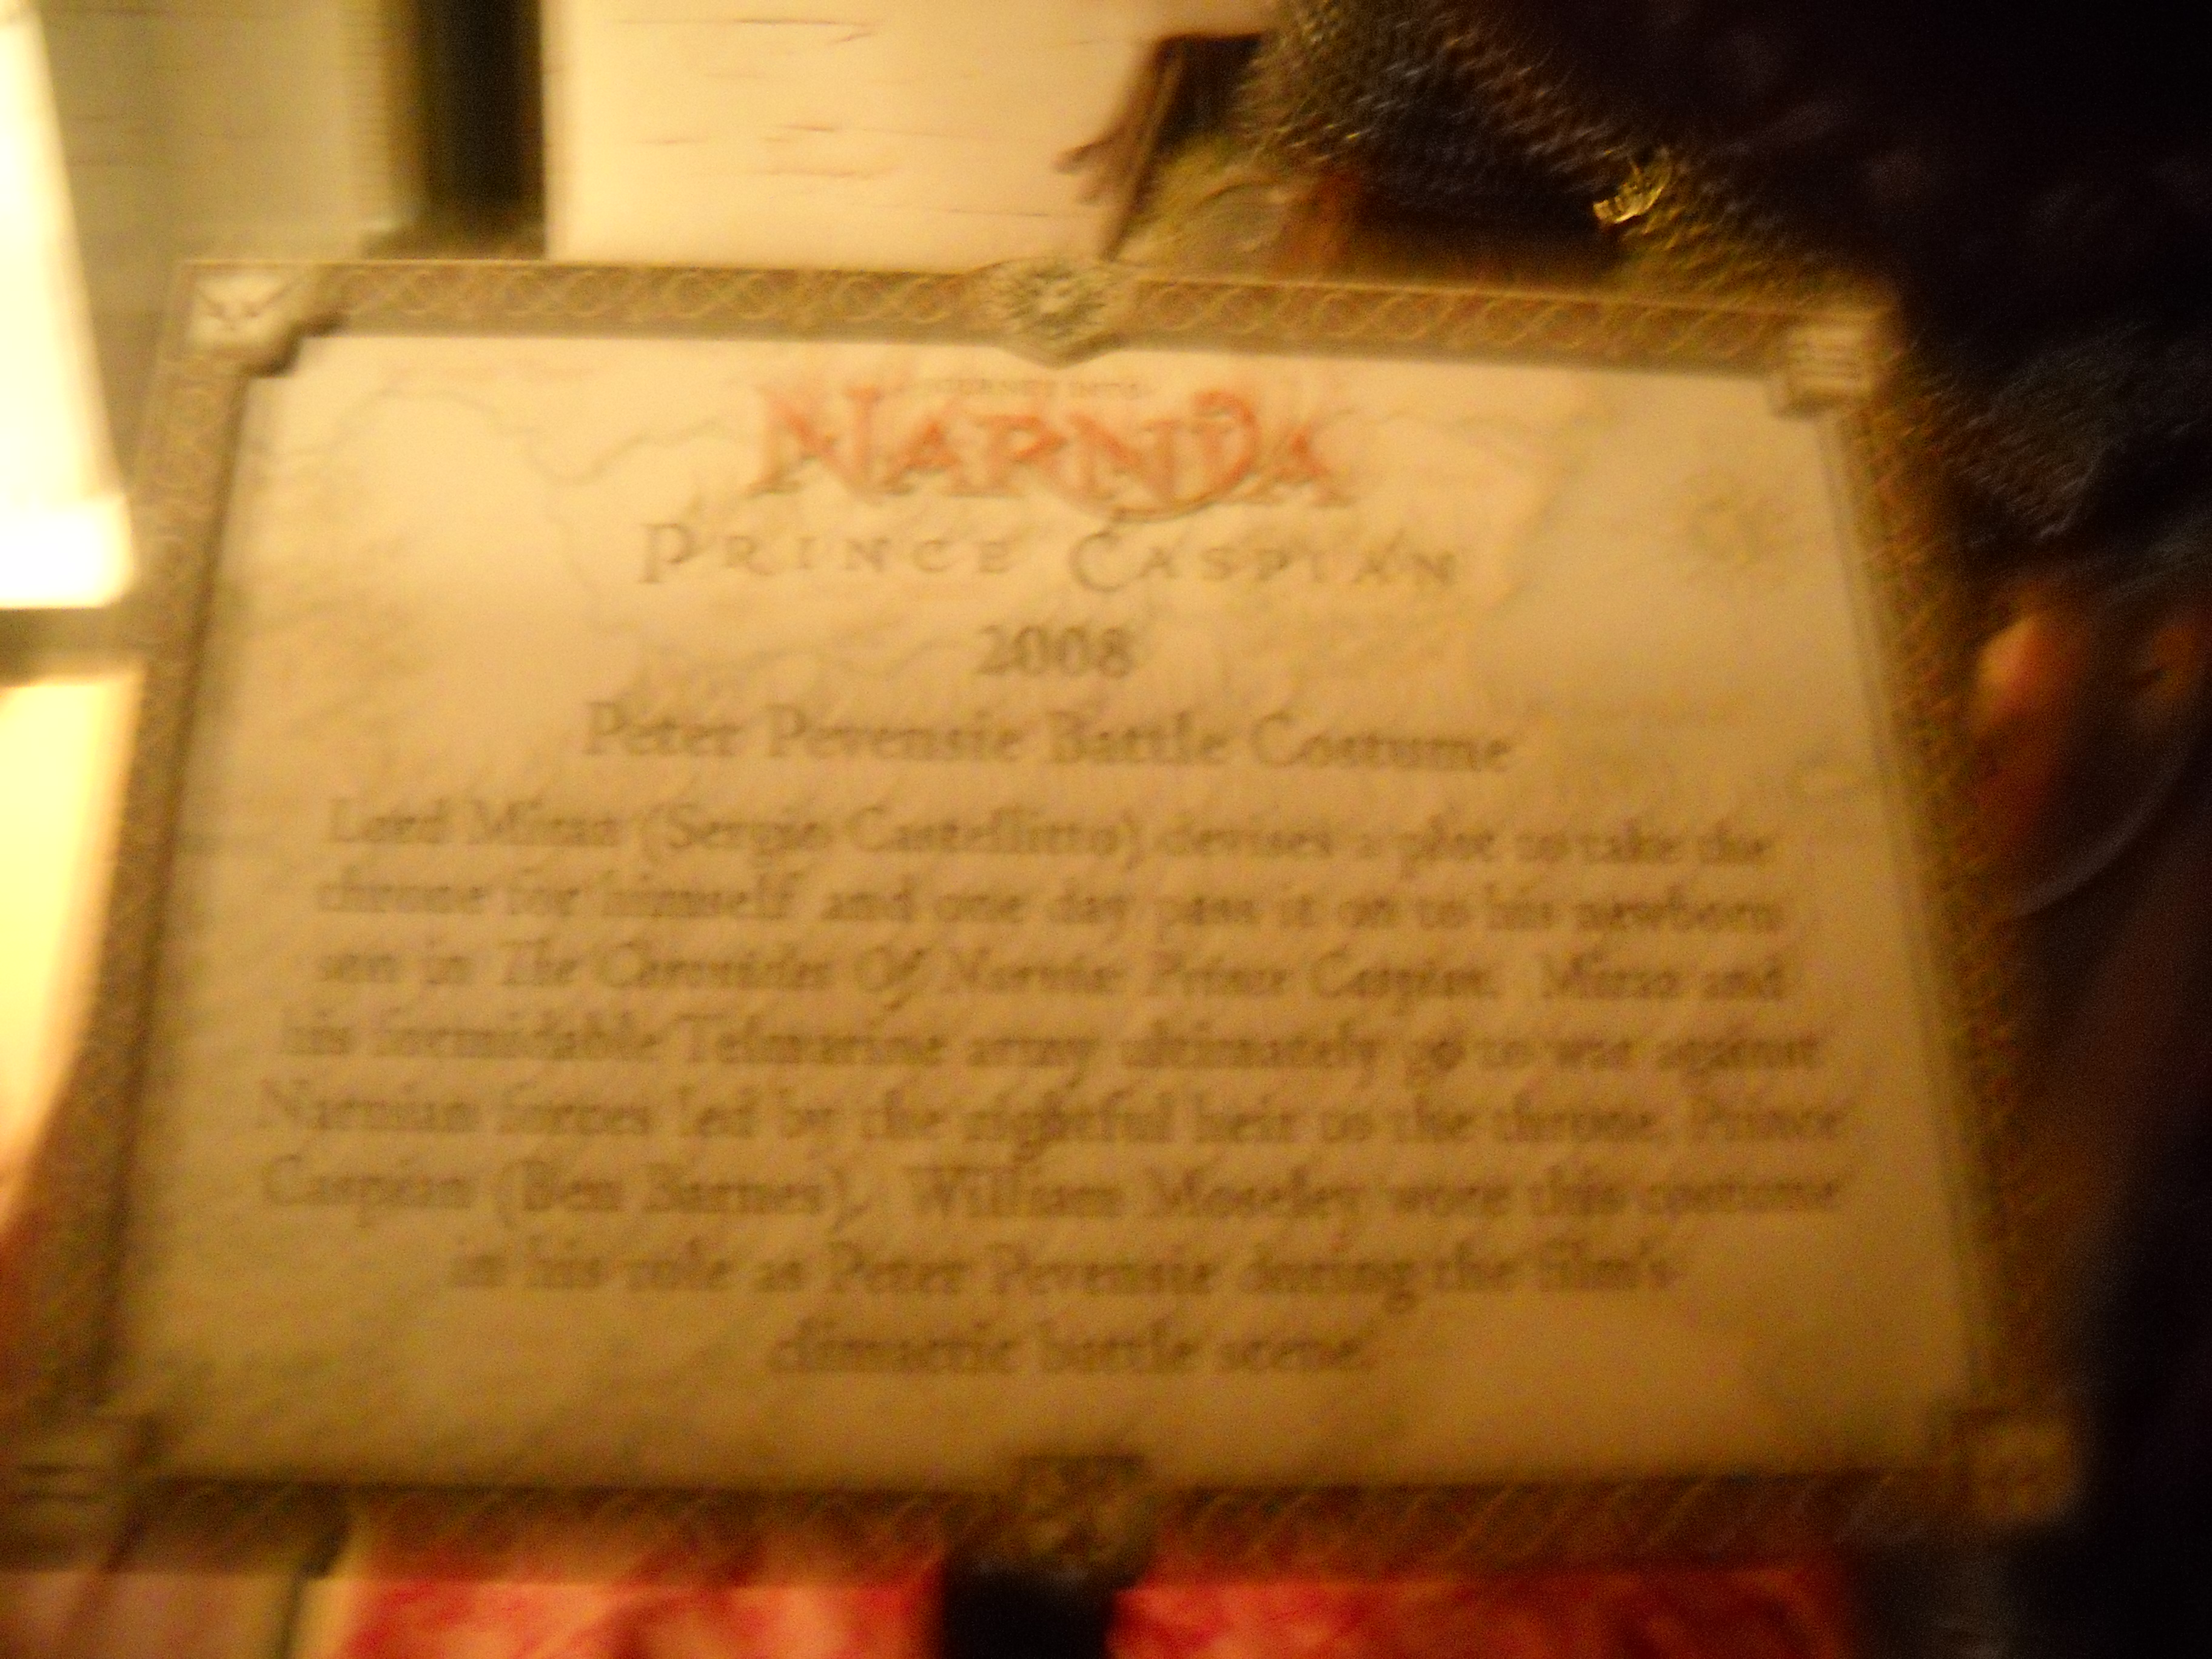 JOURNEY INTO
NARNIA
PRINCE CASPIAN
2008
Peter Pevensie Battle Costume
Lord Miraz (Sergio Castellitto) devises a plot to take the
throne for himself and one day pass it on to his newborn
son in The Chronicles Of Narnia: Prince Caspian. Miraz and
his formidable Telmarine army ultimately go to war against
Narnian forces led by the rightful heir to the throne, Prince
Caspian (Ben Barnes). William Moseley wore this costume
in his role as Peter Pevensie during the film's
climactic battle scene.